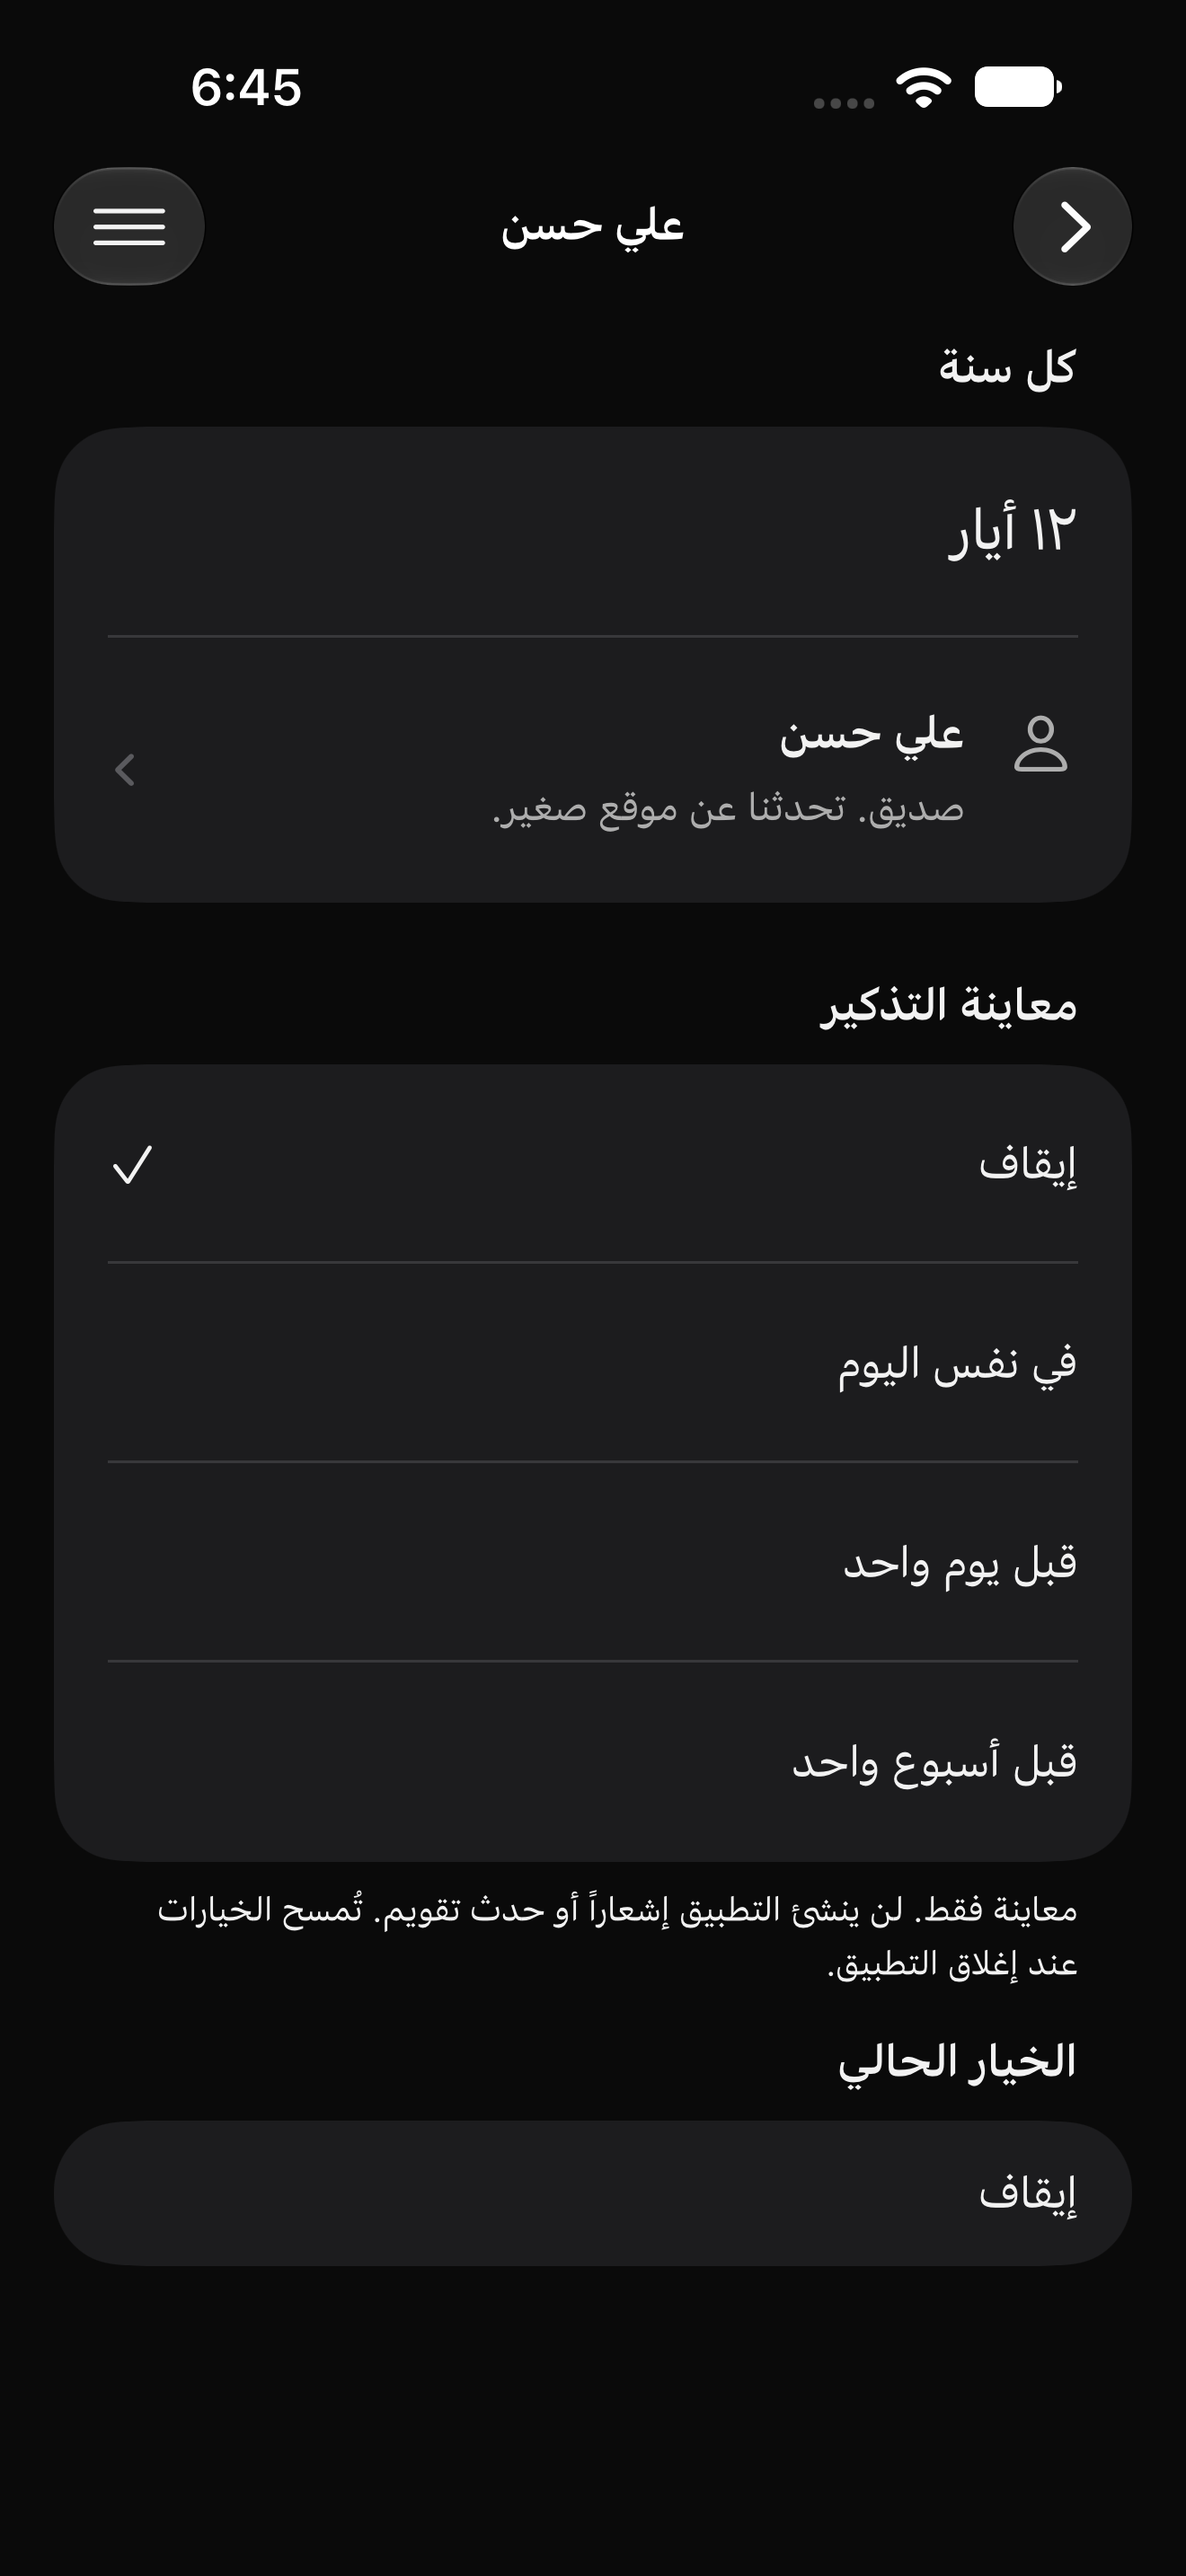 6:45
علي حسن
كل سنة
١٢ أيار
علي حسن
صديق. تحدثنا عن موقع صغير.
معاينة التذكير
إيقاف
في نفس اليوم
قبل يوم واحد
قبل أسبوع واحد
معاينة فقط. لن ينشئ التطبيق إشعاراً أو حدث تقويم. تُمسح الخيارات
عند إغلاق التطبيق.
الخيار الحالي
إيقاف